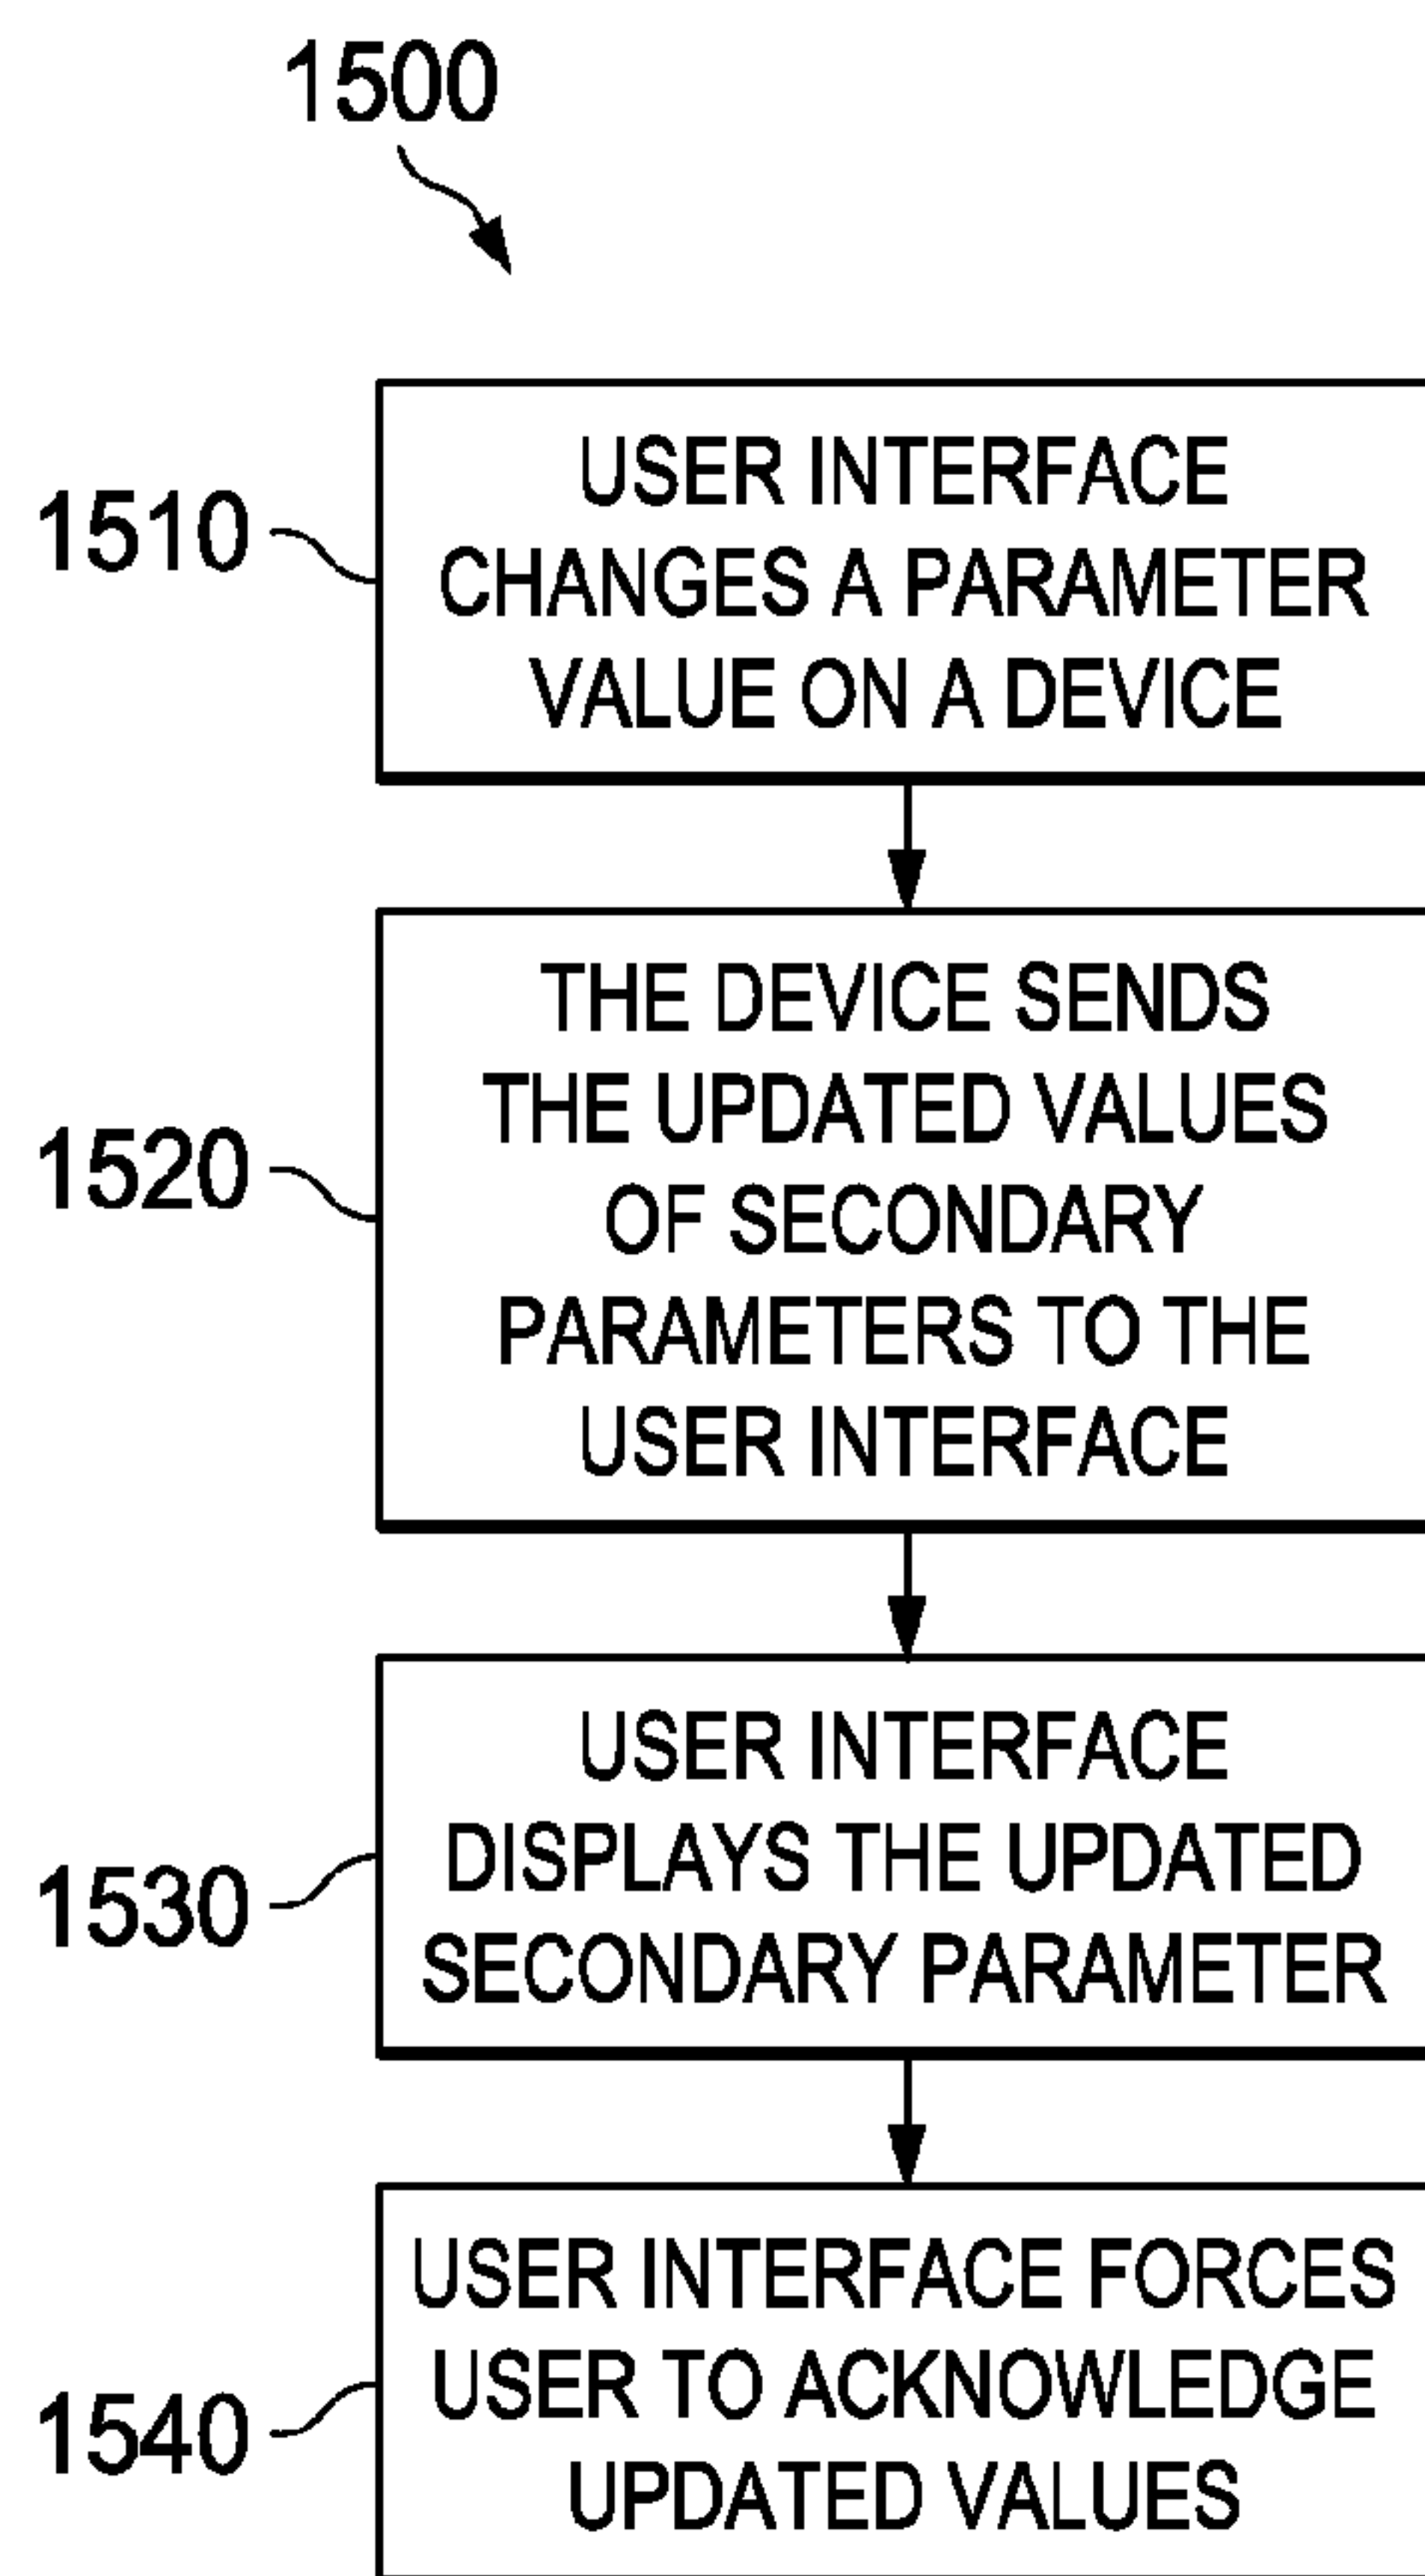 1500
1510
USER INTERFACE
CHANGES A PARAMETER
VALUE ON A DEVICE
1520
THE DEVICE SENDS
THE UPDATED VALUES
OF SECONDARY
PARAMETERS TO THE
USER INTERFACE
1530
USER INTERFACE
DISPLAYS THE UPDATED
SECONDARY PARAMETER
1540
USER INTERFACE FORCES
USER TO ACKNOWLEDGE
UPDATED VALUES